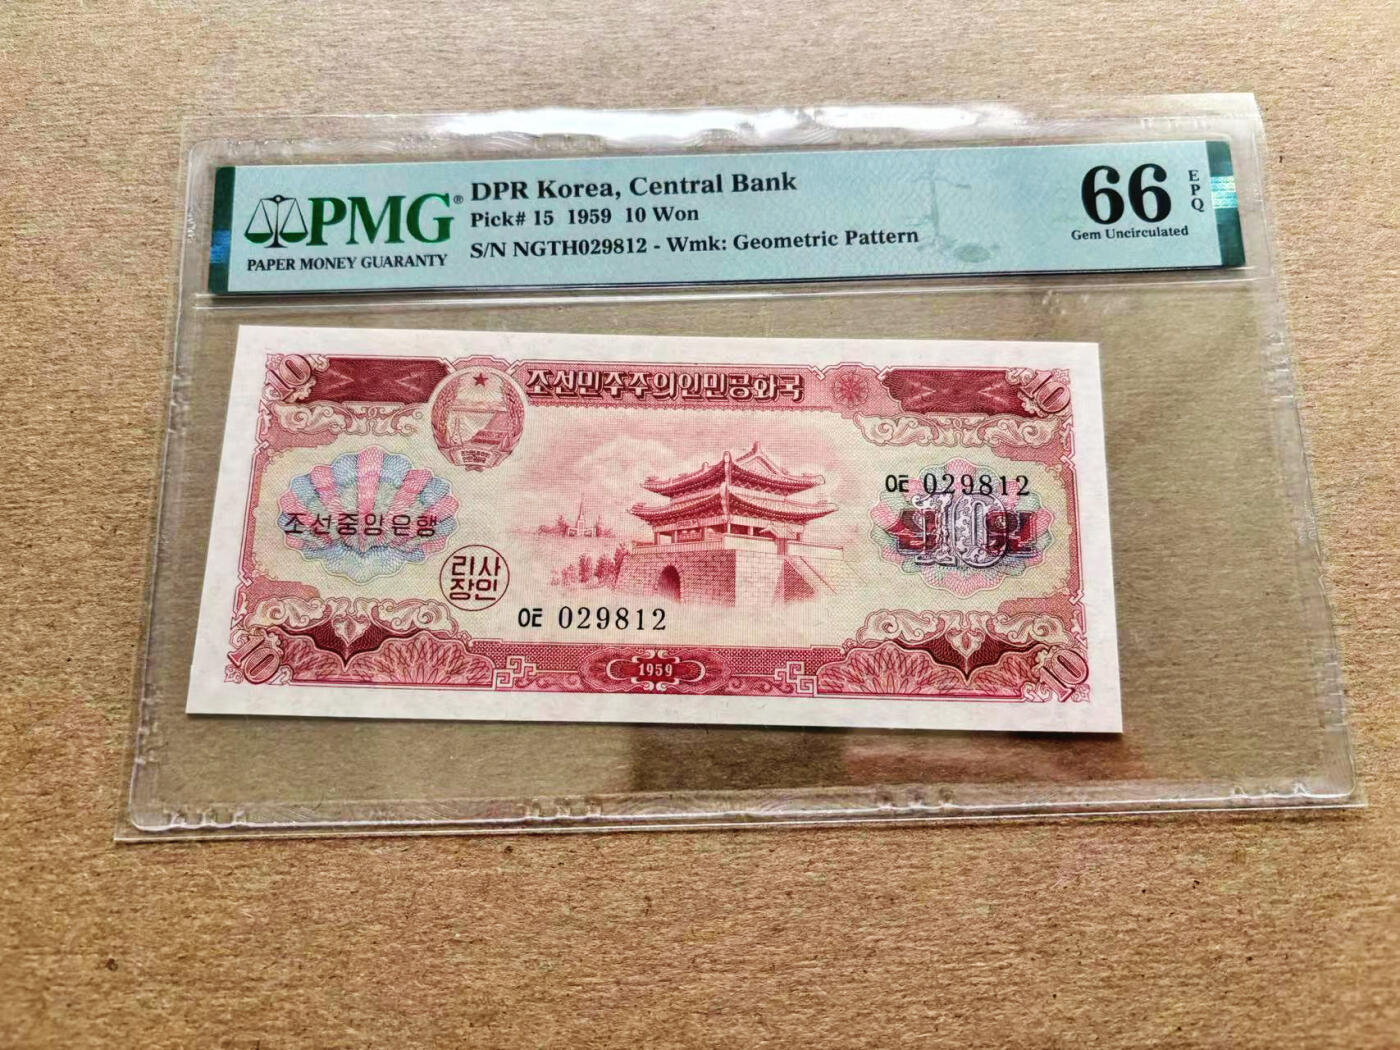 PMG®
PAPER MONEY GUARANTY
DPR Korea, Central Bank
Pick# 15 1959 10 Won
S/N NGTH029812 - Wmk: Geometric Pattern
66 EPQ
Gem Uncirculated
10 조선민주주의인민공화국 10
조선중앙은행
ㅇㄷ 029812
10
리사
장인
ㅇㄷ 029812
10 1959 10